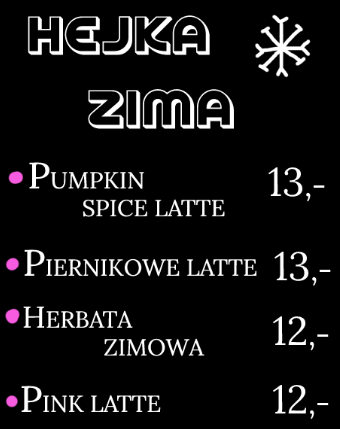 HEJKA
ZIMA
PUMPKIN 13,-
SPICE LATTE
PIERNIKOWE LATTE 13,-
HERBATA
ZIMOWA 12,-
PINK LATTE 12,-